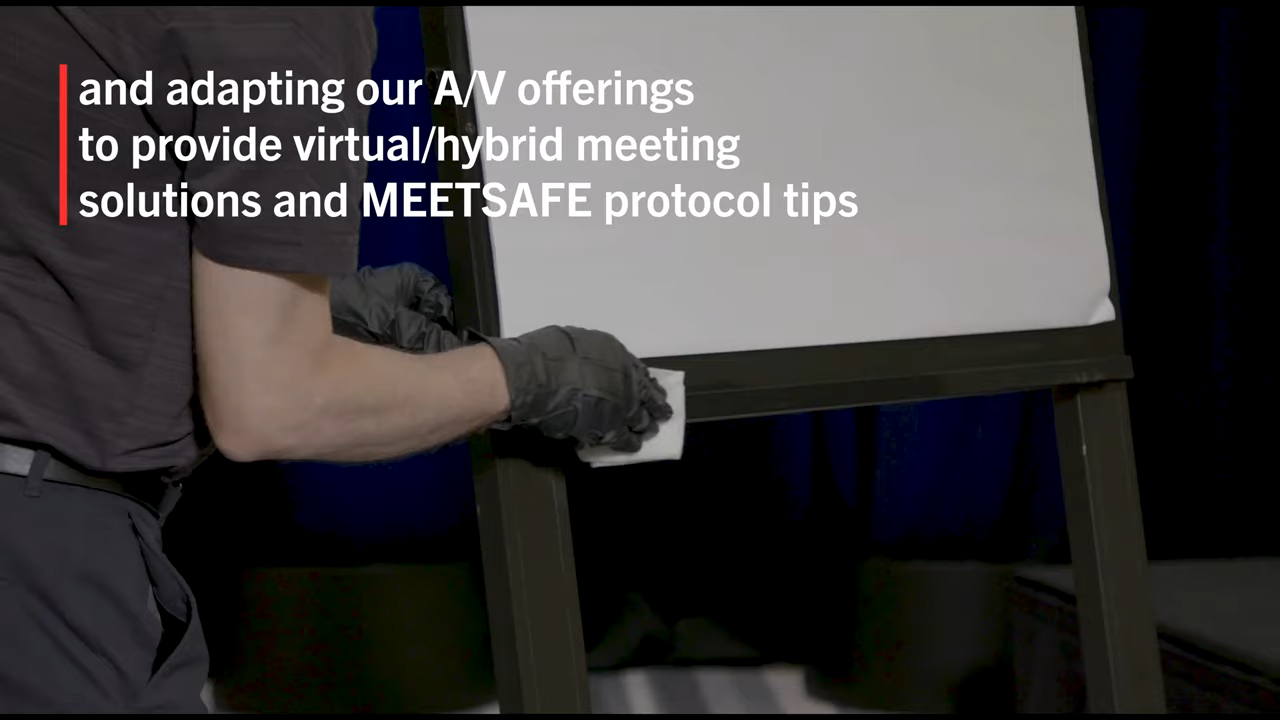 and adapting our A/V offerings
to provide virtual/hybrid meeting
solutions and MEETSAFE protocol tips